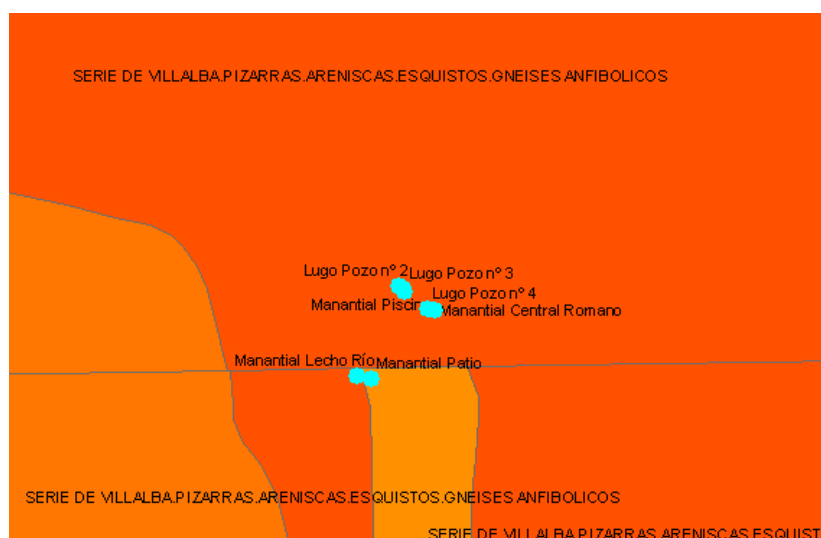 SERIE DE VILLALBA.PIZARRAS.ARENISCAS.ESQUISTOS.GNEISES ANFIBOLICOS
Lugo Pozo nº 2
Lugo Pozo nº 3
Lugo Pozo nº 4
Manantial Piscin
Manantial Central Romano
Manantial Lecho Río
Manantial Patio
SERIE DE VILLALBA.PIZARRAS.ARENISCAS.ESQUISTOS.GNEISES ANFIBOLICOS
SERIE DE VILLALBA.PIZARRAS.ARENISCAS.ESQUIST